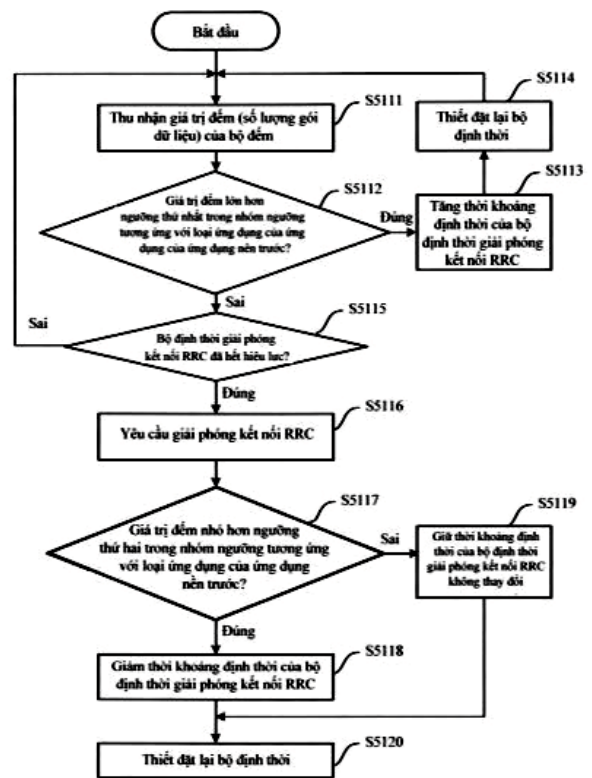 Bắt đầu
S5111
Thu nhận giá trị đếm (số lượng gói
dữ liệu) của bộ đếm
S5112
Giá trị đếm lớn hơn
ngưỡng thứ nhất trong nhóm ngưỡng
tương ứng với loại ứng dụng của ứng
dụng của ứng dụng nền trước?
Đúng
S5114
Thiết đặt lại bộ
định thời
S5113
Tăng thời khoảng
định thời của bộ
định thời giải phóng
kết nối RRC
Sai
S5115
Bộ định thời giải phóng
kết nối RRC đã hết hiệu lực?
Sai
Đúng
S5116
Yêu cầu giải phóng kết nối RRC
S5117
Giá trị đếm nhỏ hơn ngưỡng
thứ hai trong nhóm ngưỡng tương ứng
với loại ứng dụng của ứng dụng
nền trước?
Sai
S5119
Giữ thời khoảng định
thời của bộ định thời
giải phóng kết nối RRC
không thay đổi
Đúng
S5118
Giảm thời khoảng định thời của bộ
định thời giải phóng kết nối RRC
S5120
Thiết đặt lại bộ định thời